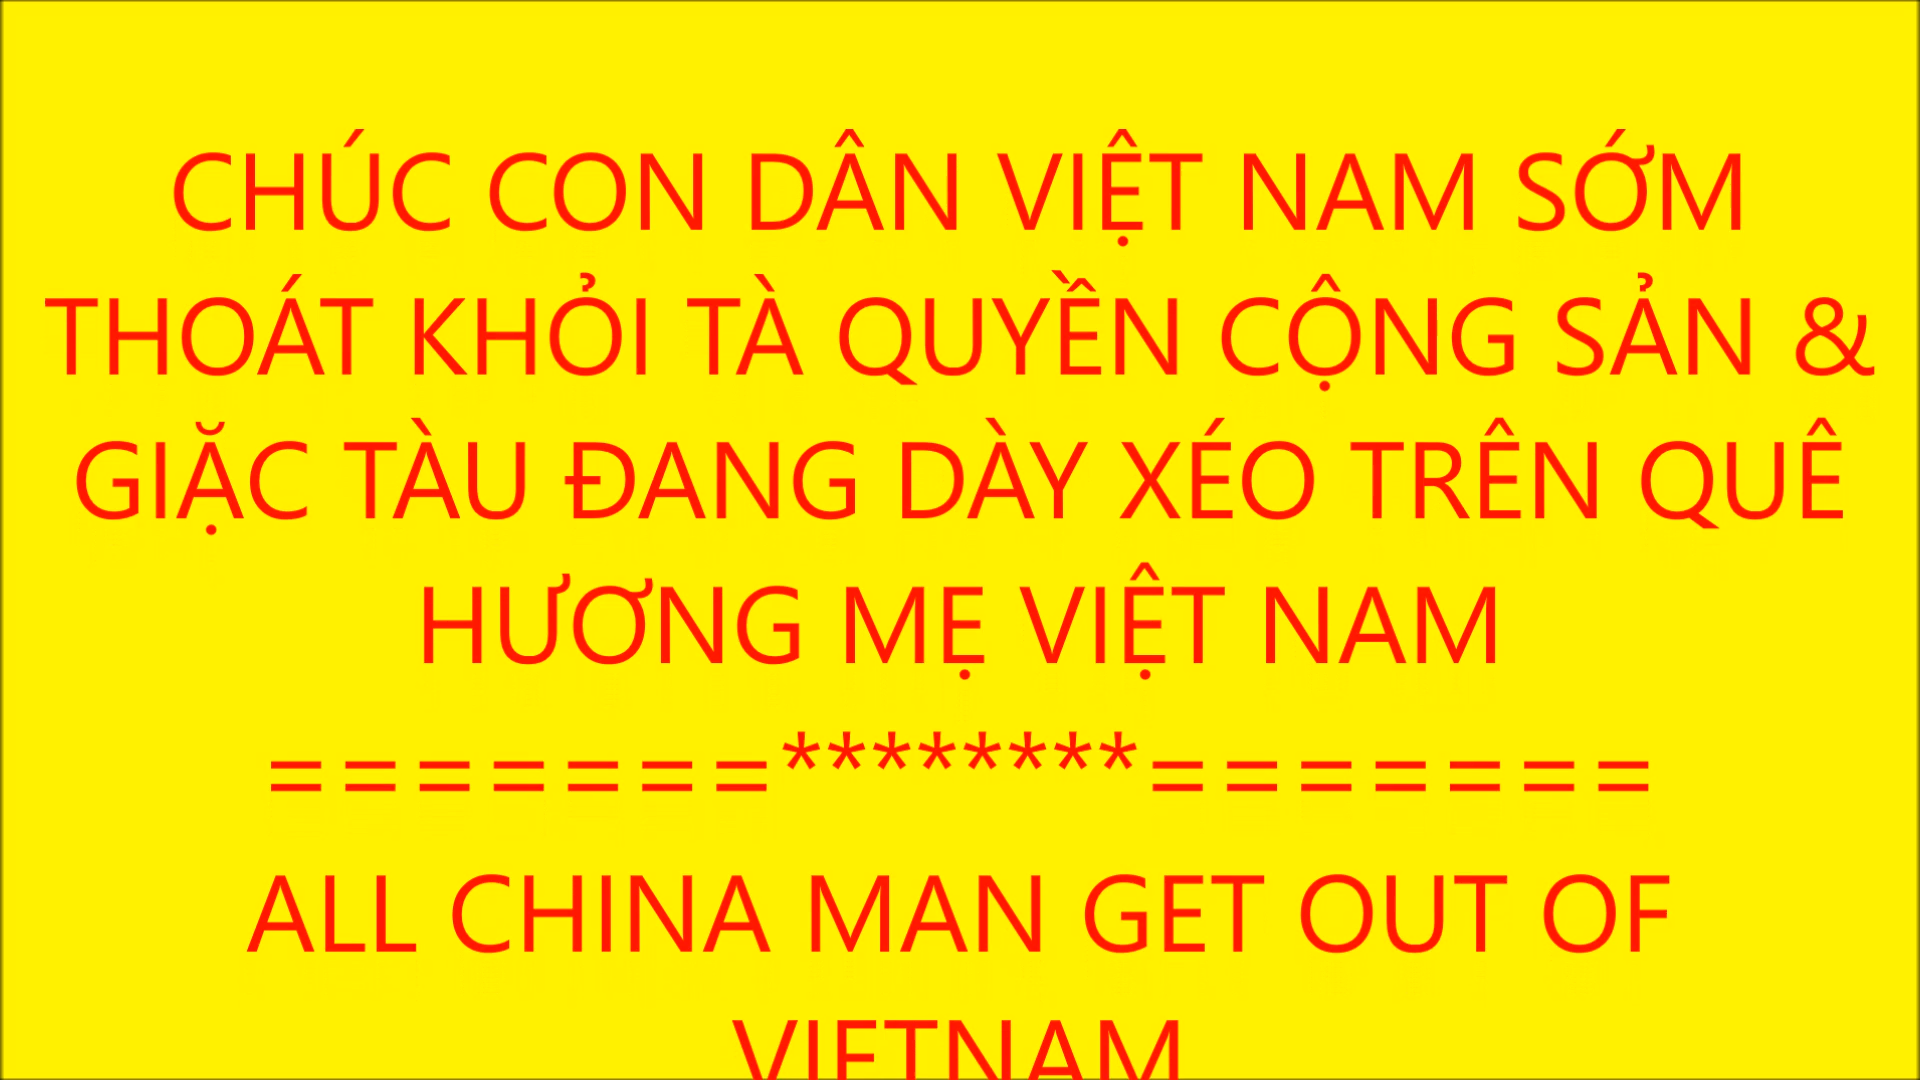 CHÚC CON DÂN VIỆT NAM SỚM
THOÁT KHỎI TÀ QUYỀN CỘNG SẢN &
GIẶC TÀU ĐANG DÀY XÉO TRÊN QUÊ
HƯƠNG MẸ VIỆT NAM
=======********=======
ALL CHINA MAN GET OUT OF
VIETNAM